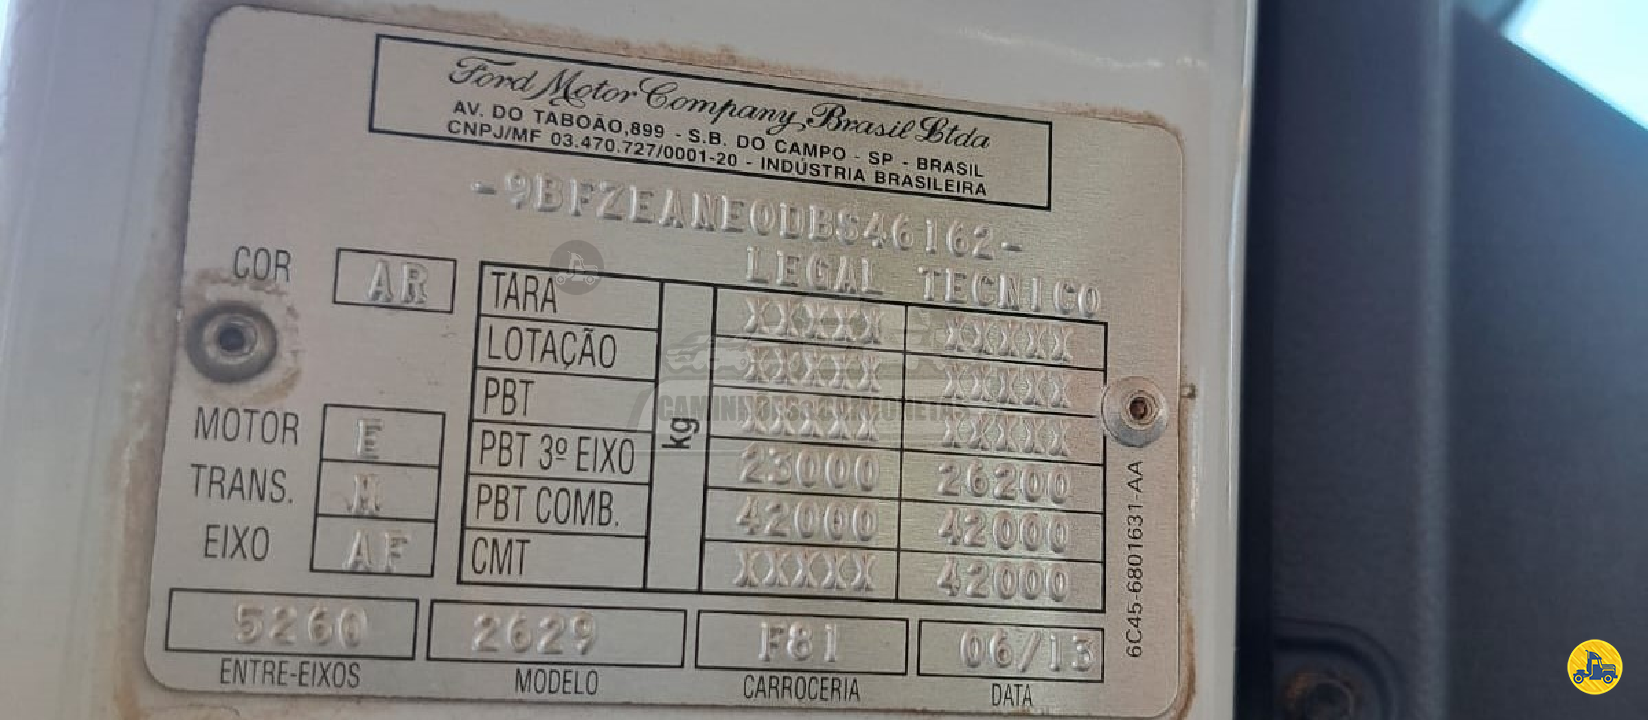 Ford Motor Company Brasil Ltda
AV. DO TABOÃO,899 - S.B. DO CAMPO - SP - BRASIL
CNPJ/MF 03.470.727/0001-20 - INDÚSTRIA BRASILEIRA
-9BFZEANE0DBS46162-
LEGAL TECNICO
COR AR
TARA kg XXXXX XXXXX
LOTAÇÃO XXXXX XXXXX
PBT XXXXX XXXXX
PBT 3º EIXO 23000 26200
PBT COMB. 42000 42000
CMT XXXXX 42000
MOTOR E
TRANS. M
EIXO AF
5260 2629 F81 06/13
ENTRE-EIXOS MODELO CARROCERIA DATA
6C45-6801631-AA
CAMINHÕES & CAMIONETAS